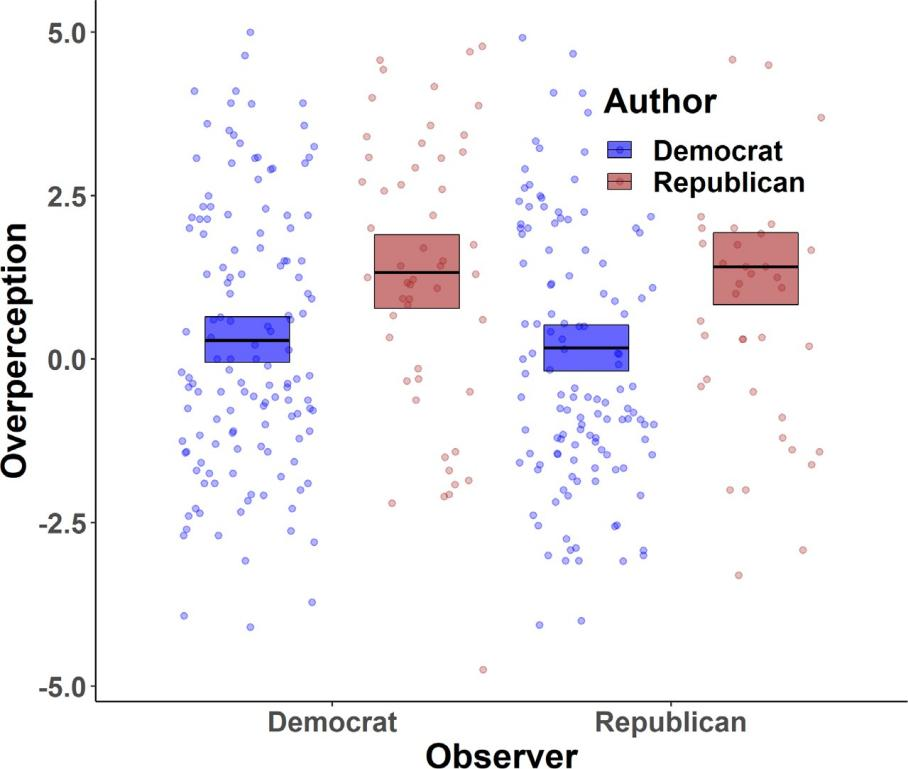 5.0
2.5
0.0
-2.5
-5.0
Overperception
Author
Democrat
Republican
Democrat
Republican
Observer